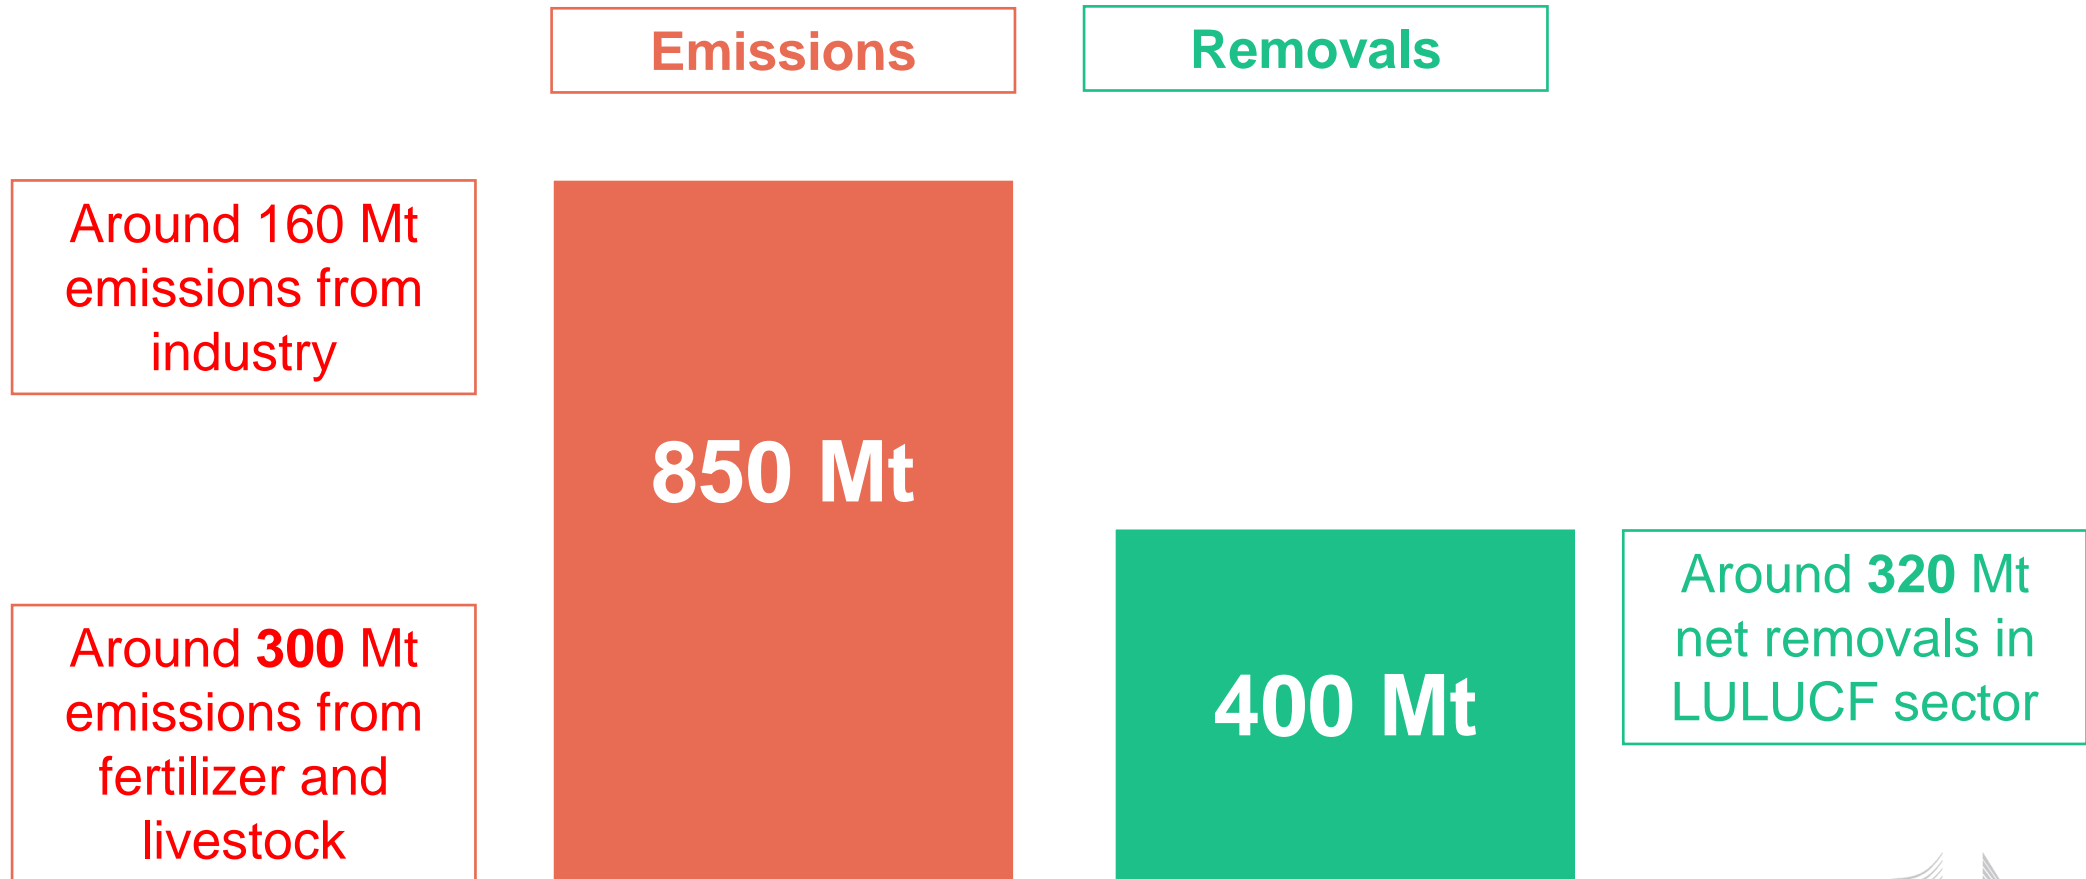 Emissions
Removals
Around 160 Mt
emissions from
industry
850 Mt
Around 300 Mt
emissions from
fertilizer and
livestock
400 Mt
Around 320 Mt
net removals in
LULUCF sector